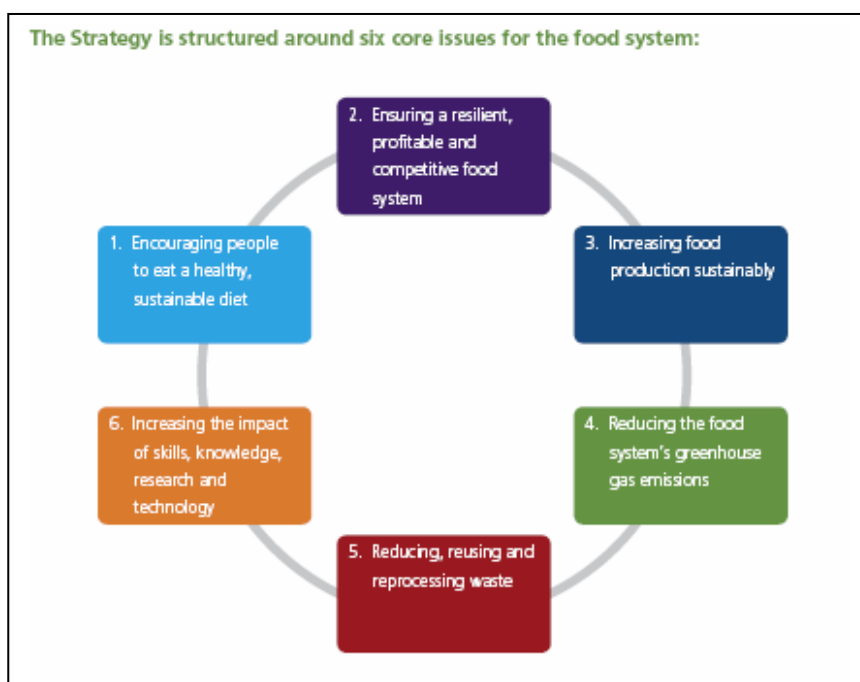 The Strategy is structured around six core issues for the food system:
1. Encouraging people
to eat a healthy,
sustainable diet
2. Ensuring a resilient,
profitable and
competitive food
system
3. Increasing food
production sustainably
4. Reducing the food
system's greenhouse
gas emissions
5. Reducing, reusing and
reprocessing waste
6. Increasing the impact
of skills, knowledge,
research and
technology